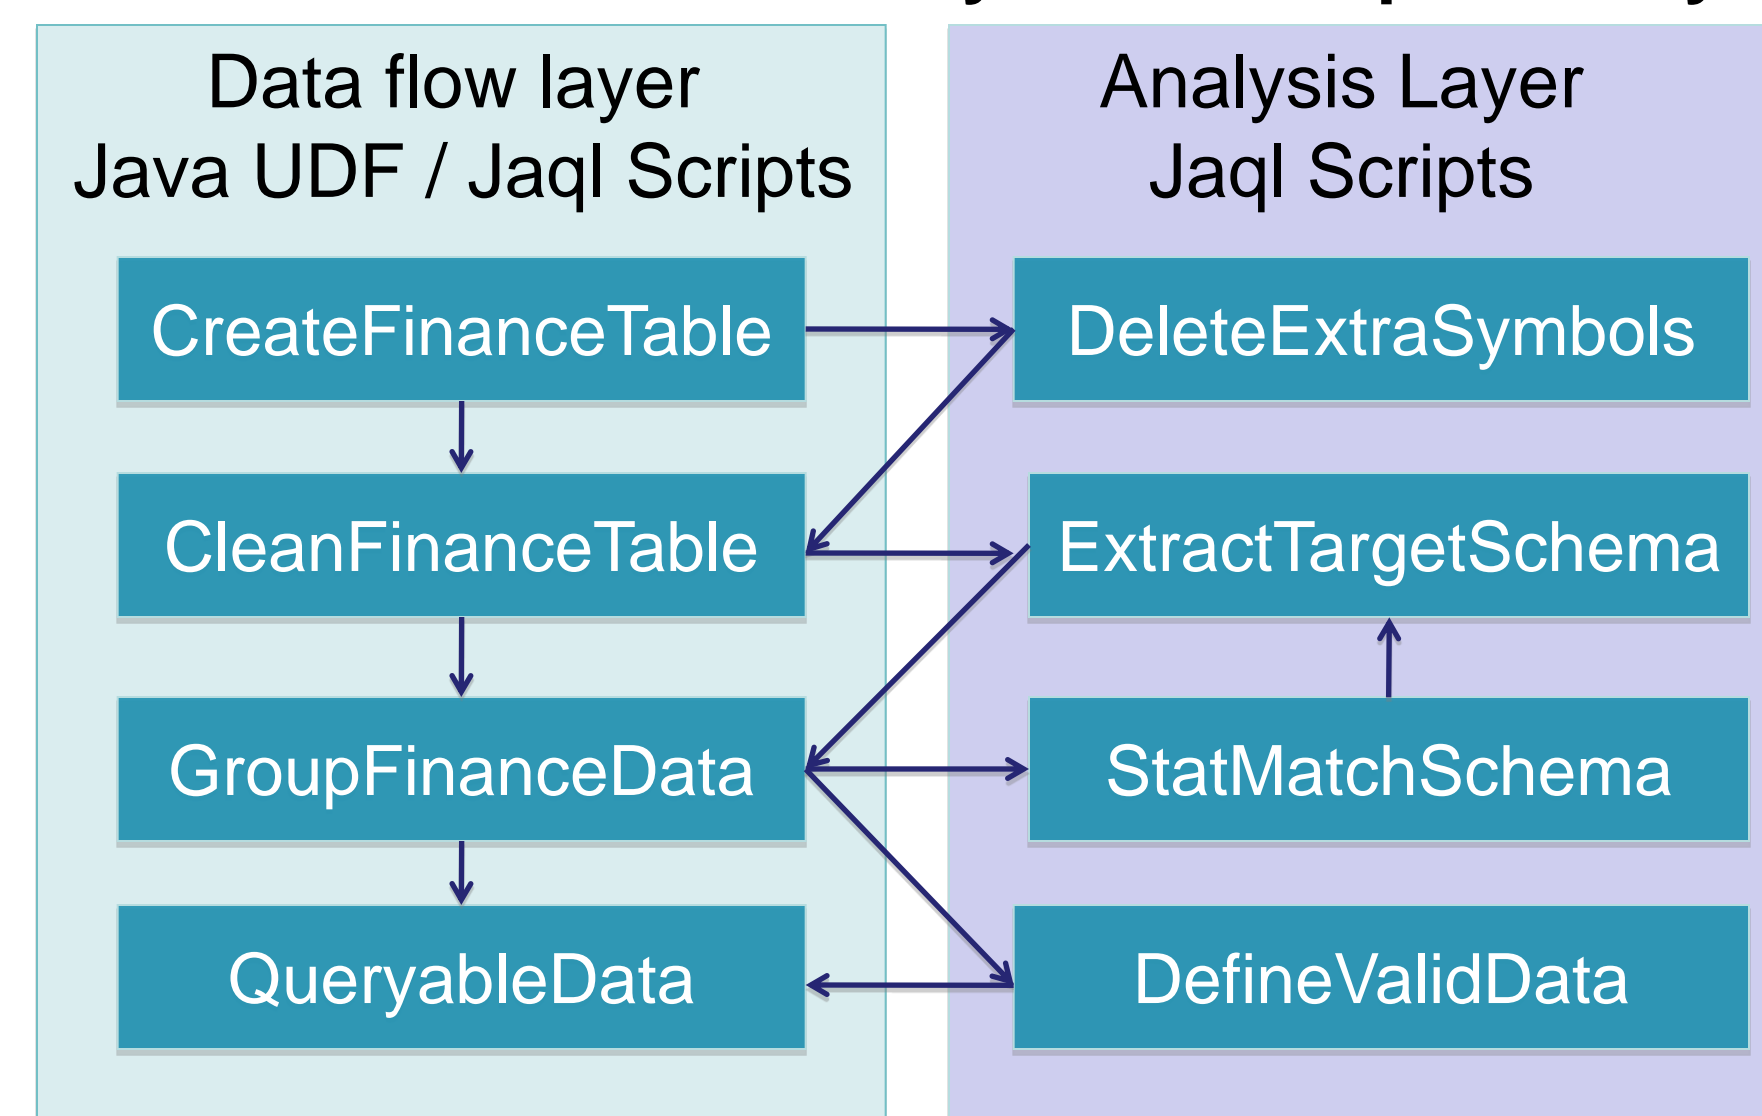 Data flow layer
Java UDF / Jaql Scripts
CreateFinanceTable
CleanFinanceTable
GroupFinanceData
QueryableData
Analysis Layer
Jaql Scripts
DeleteExtraSymbols
ExtractTargetSchema
StatMatchSchema
DefineValidData